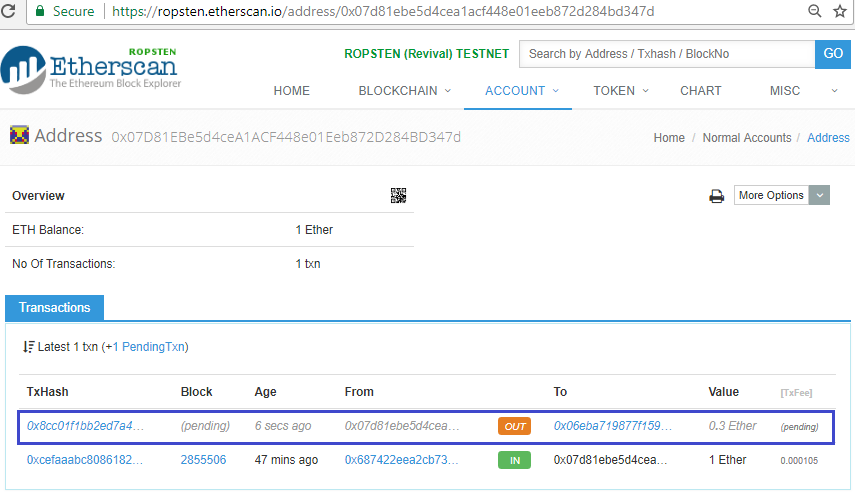 Secure https://ropsten.etherscan.io/address/0x07d81ebe5d4cea1acf448e01eeb872d284bd347d
ROPSTEN
Etherscan
The Ethereum Block Explorer
ROPSTEN (Revival) TESTNET Search by Address / Txhash / BlockNo GO
HOME BLOCKCHAIN ACCOUNT TOKEN CHART MISC
Address 0x07D81EBe5d4ceA1ACF448e01Eeb872D284BD347d Home / Normal Accounts / Address
Overview More Options
ETH Balance: 1 Ether
No Of Transactions: 1 txn
Transactions
Latest 1 txn (+1 PendingTxn)
TxHash Block Age From To Value [TxFee]
0x8cc01f1bb2ed7a4... (pending) 6 secs ago 0x07d81ebe5d4cea... OUT 0x06eba719877f159... 0.3 Ether (pending)
0xcefaaabc8086182... 2855506 47 mins ago 0x687422eea2cb73... IN 0x07d81ebe5d4cea... 1 Ether 0.000105